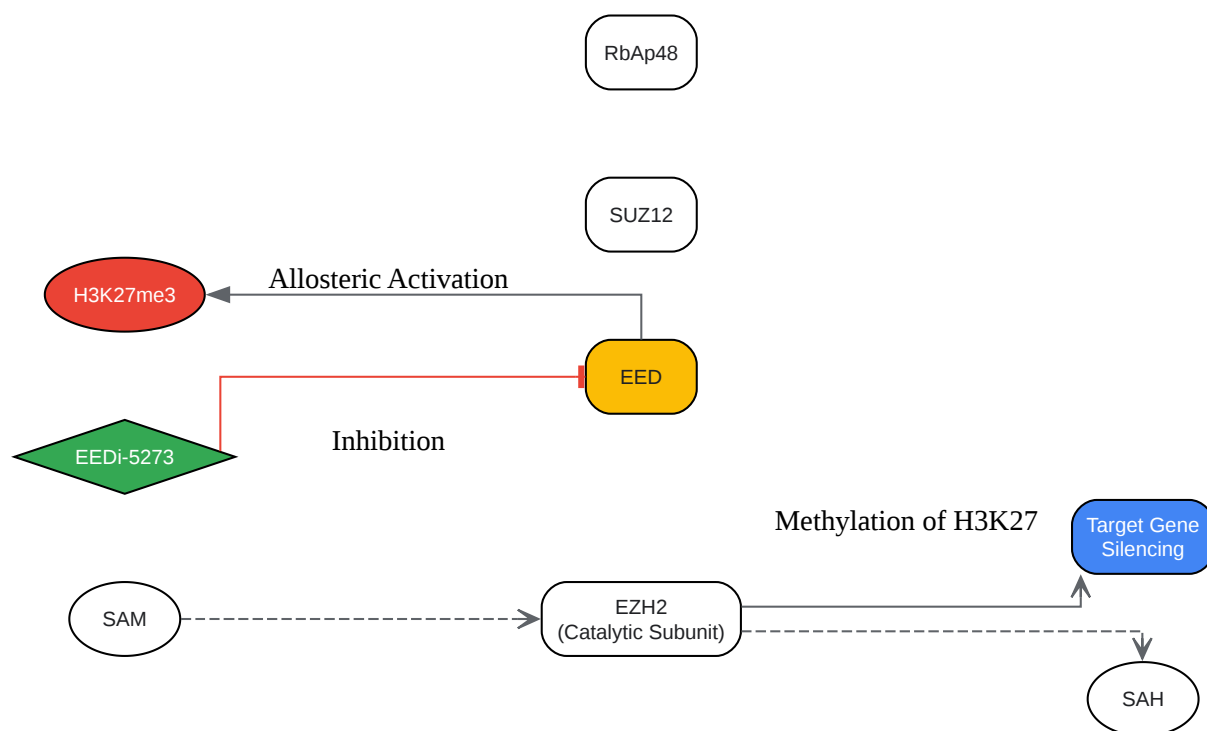 RbAp48
SUZ12
Allosteric Activation
H3K27me3
EED
Inhibition
EEDi-5273
Methylation of H3K27
Target Gene
Silencing
SAM
EZH2
(Catalytic Subunit)
SAH